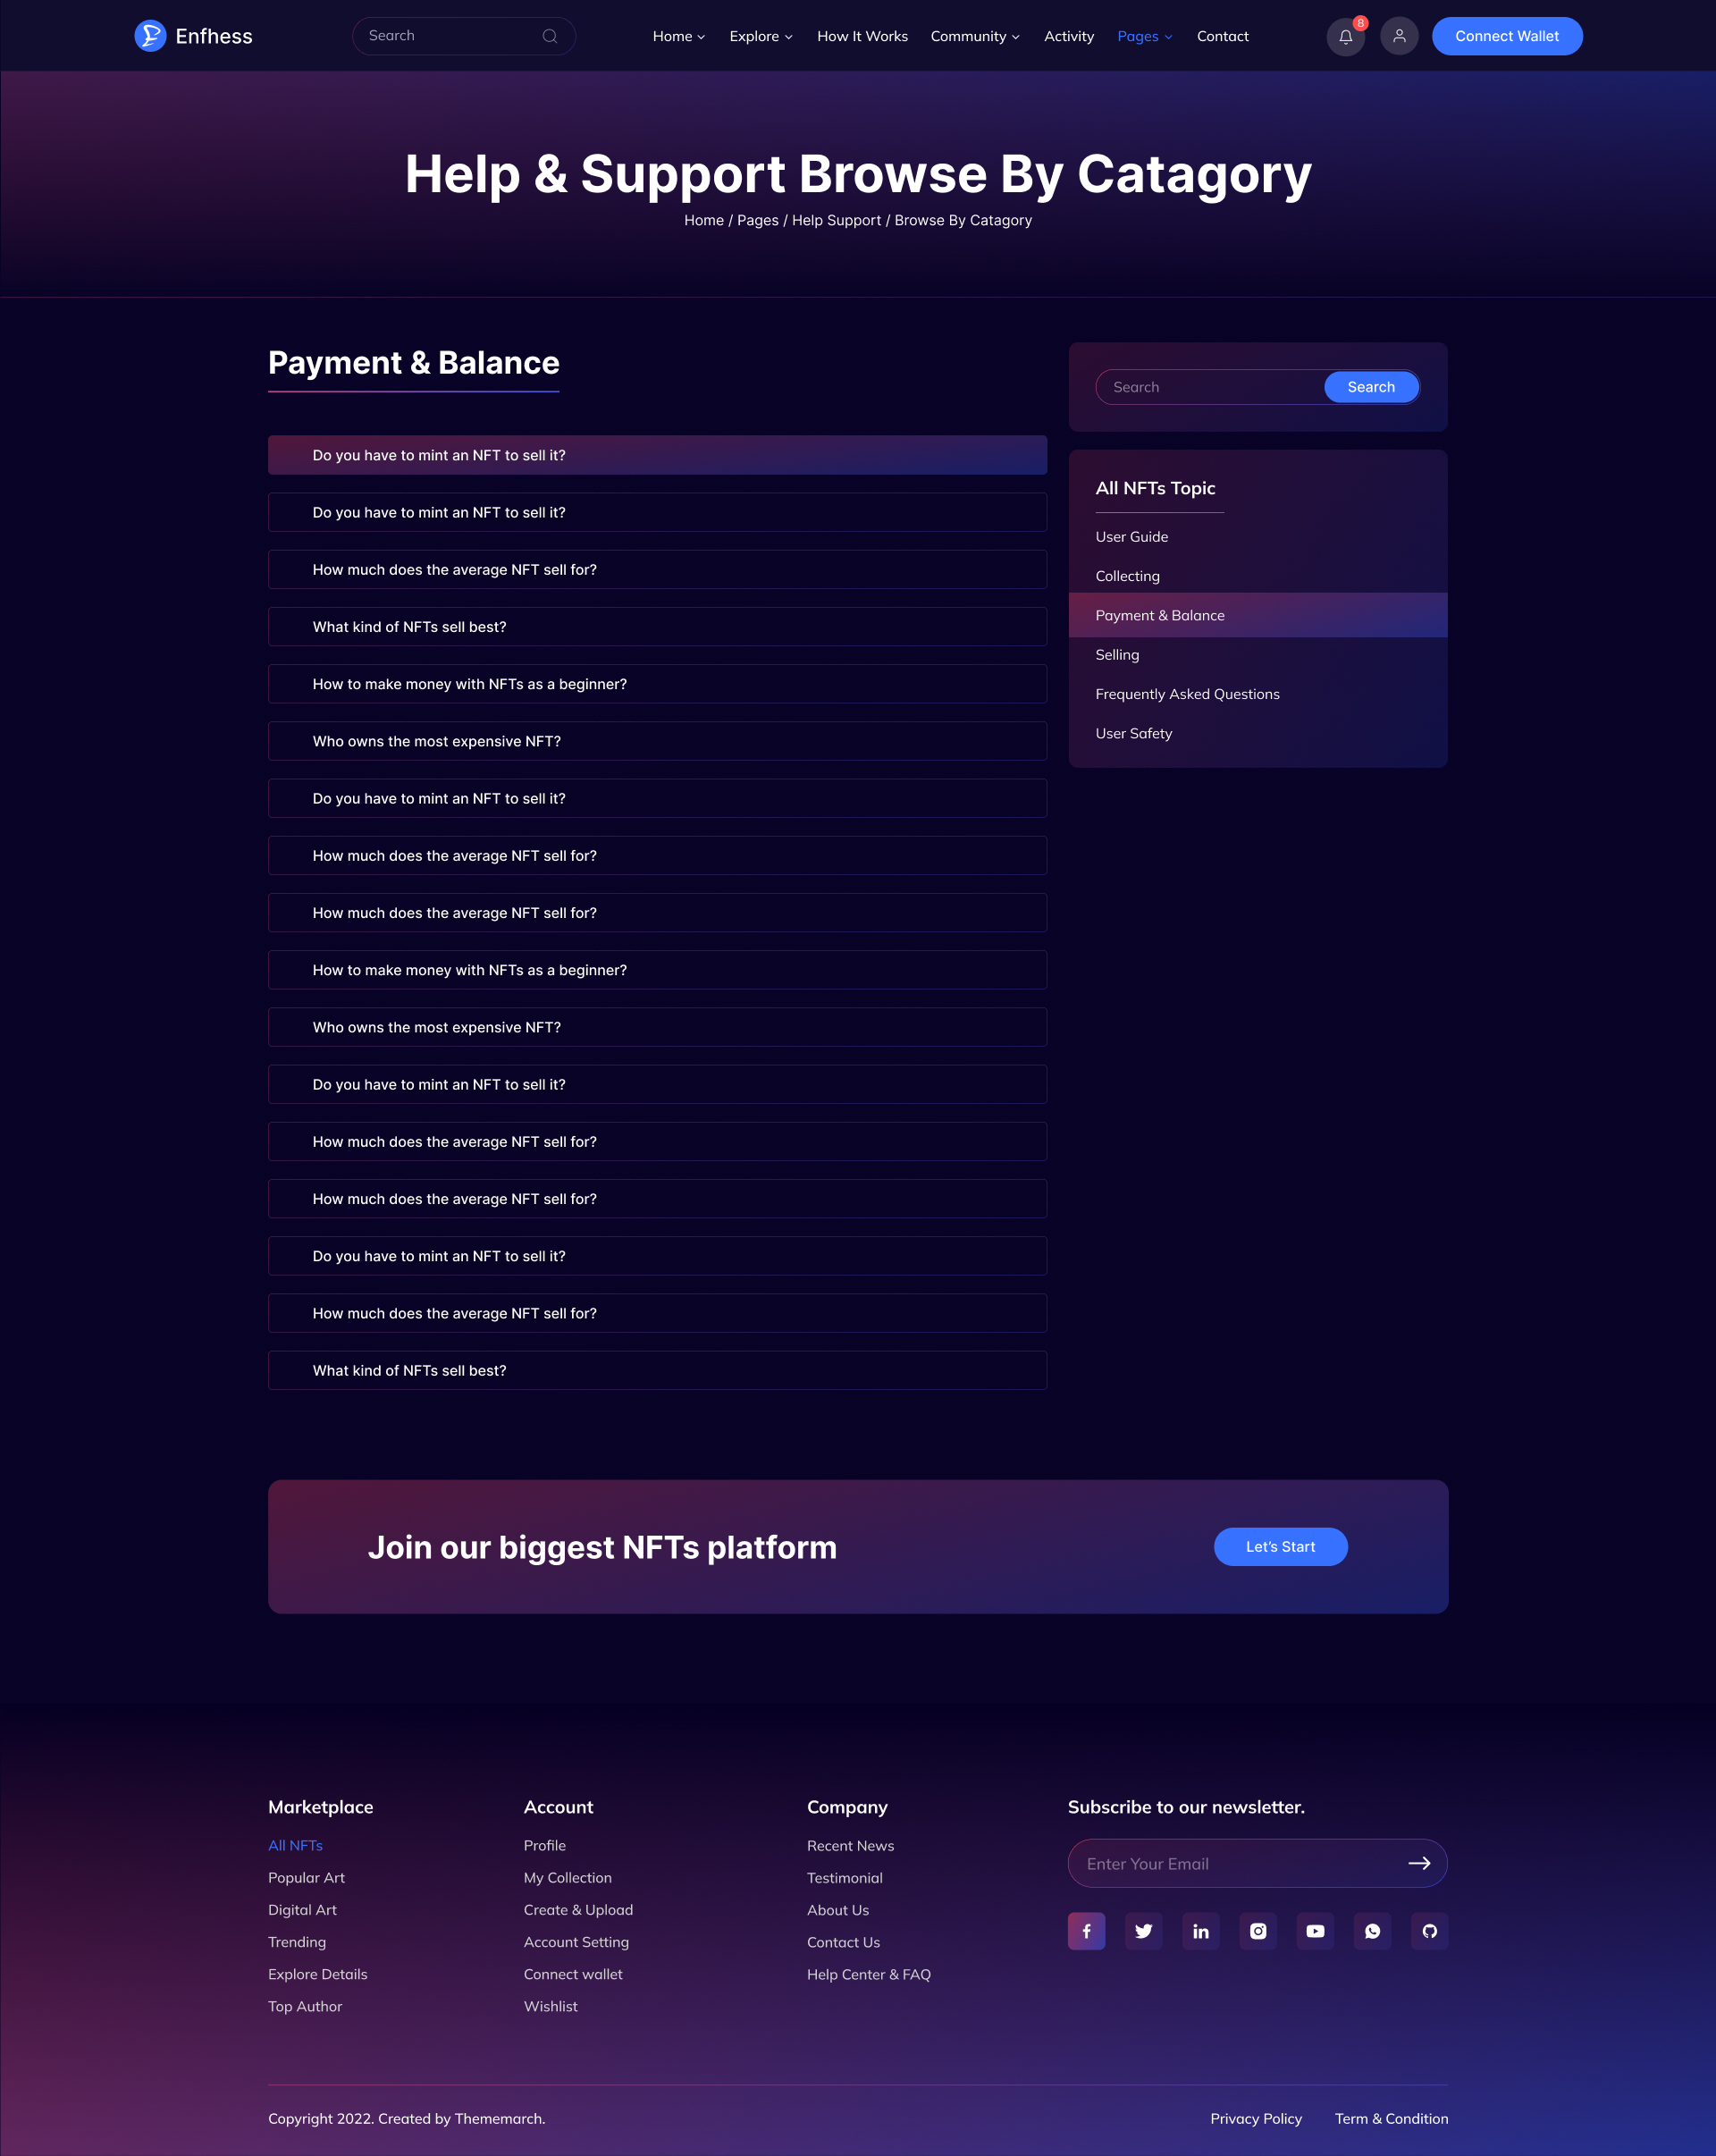 Enfhess
Search
Home
Explore
How It Works
Community
Activity
Pages
Contact
8
Connect Wallet
Help & Support Browse By Catagory
Home / Pages / Help Support / Browse By Catagory
Payment & Balance
Do you have to mint an NFT to sell it?
Do you have to mint an NFT to sell it?
How much does the average NFT sell for?
What kind of NFTs sell best?
How to make money with NFTs as a beginner?
Who owns the most expensive NFT?
Do you have to mint an NFT to sell it?
How much does the average NFT sell for?
How much does the average NFT sell for?
How to make money with NFTs as a beginner?
Who owns the most expensive NFT?
Do you have to mint an NFT to sell it?
How much does the average NFT sell for?
How much does the average NFT sell for?
Do you have to mint an NFT to sell it?
How much does the average NFT sell for?
What kind of NFTs sell best?
Search
Search
All NFTs Topic
User Guide
Collecting
Payment & Balance
Selling
Frequently Asked Questions
User Safety
Join our biggest NFTs platform
Let's Start
Marketplace
All NFTs
Popular Art
Digital Art
Trending
Explore Details
Top Author
Account
Profile
My Collection
Create & Upload
Account Setting
Connect wallet
Wishlist
Company
Recent News
Testimonial
About Us
Contact Us
Help Center & FAQ
Subscribe to our newsletter.
Enter Your Email
Copyright 2022. Created by Thememarch.
Privacy Policy
Term & Condition